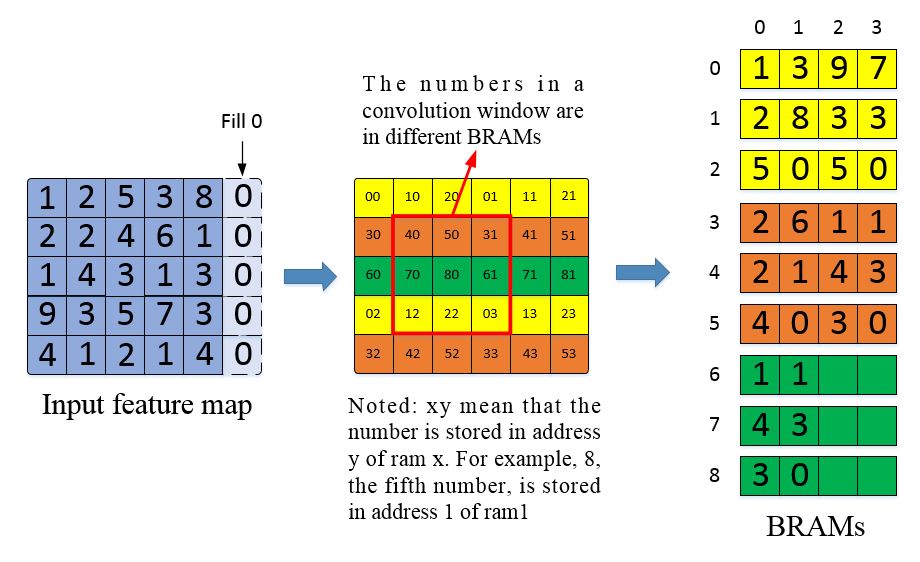 Fill 0
1 2 5 3 8 0
2 2 4 6 1 0
1 4 3 1 3 0
9 3 5 7 3 0
4 1 2 1 4 0
Input feature map
The numbers in a
convolution window are
in different BRAMs
00 10 20 01 11 21
30 40 50 31 41 51
60 70 80 61 71 81
02 12 22 03 13 23
32 42 52 33 43 53
Noted: xy mean that the
number is stored in address
y of ram x. For example, 8,
the fifth number, is stored
in address 1 of ram1
0 1 2 3
0 1 3 9 7
1 2 8 3 3
2 5 0 5 0
3 2 6 1 1
4 2 1 4 3
5 4 0 3 0
6 1 1
7 4 3
8 3 0
BRAMs